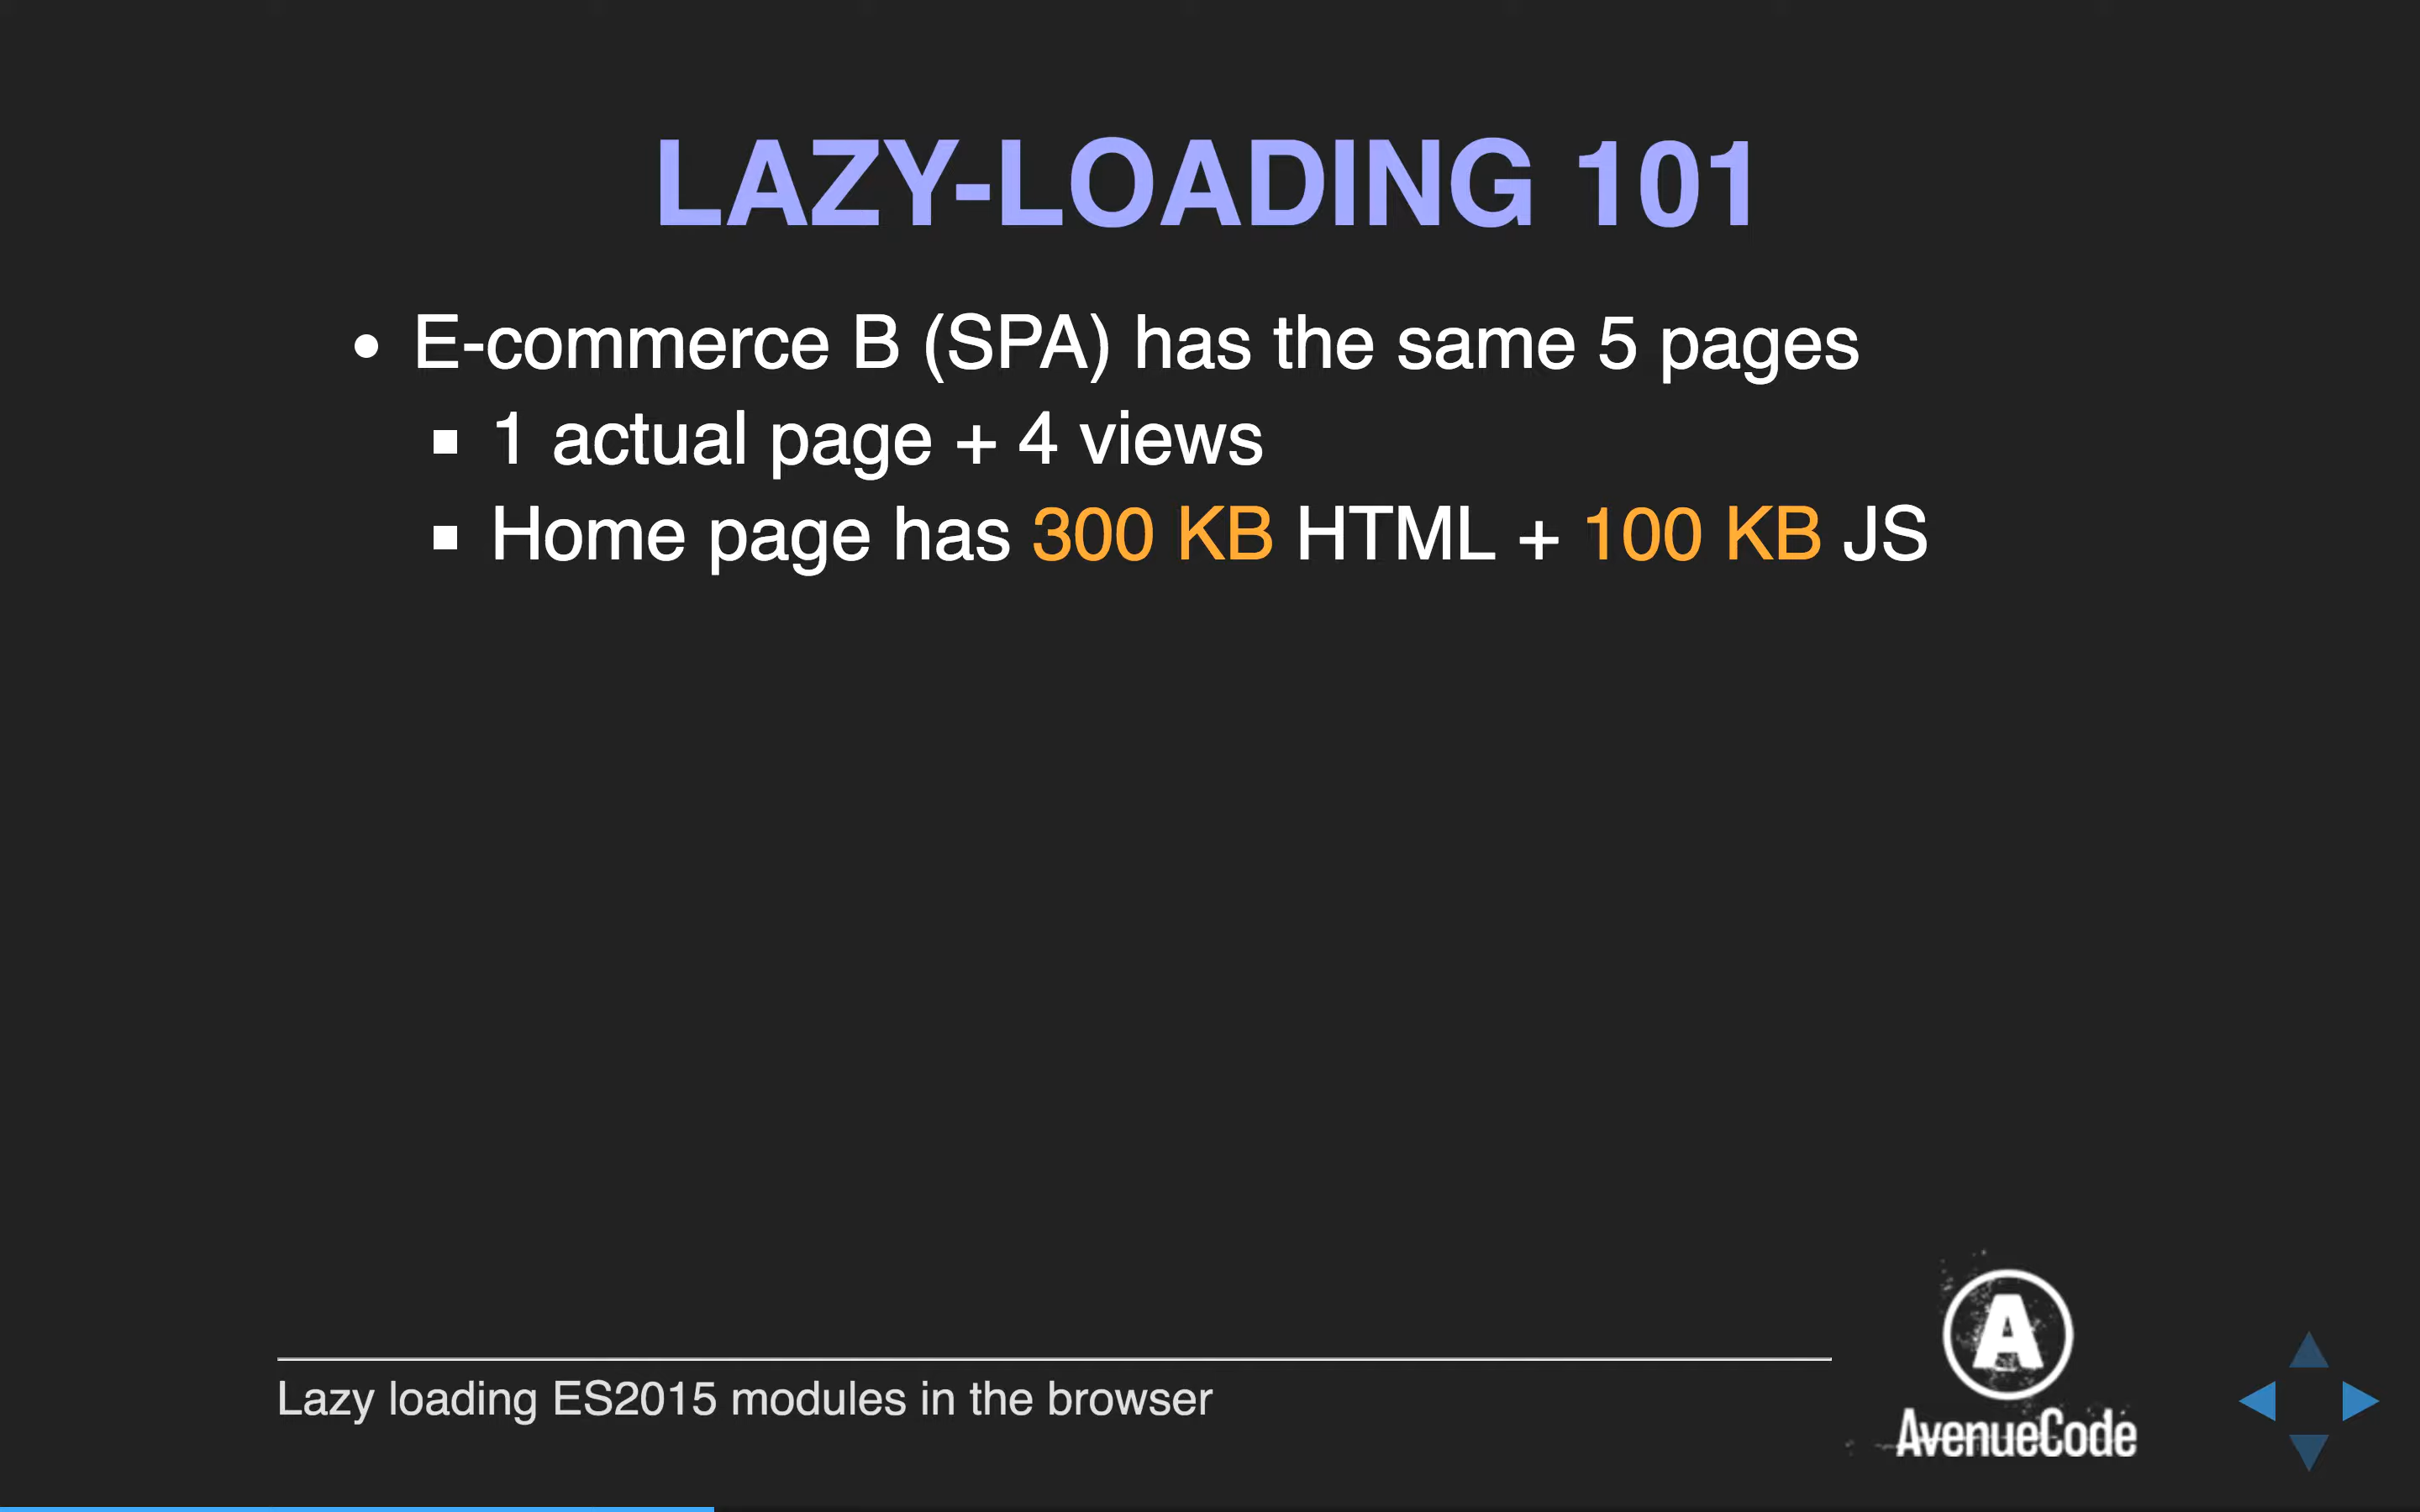 LAZY-LOADING 101
• E-commerce B (SPA) has the same 5 pages
▪ 1 actual page + 4 views
▪ Home page has 300 KB HTML + 100 KB JS
Lazy loading ES2015 modules in the browser
A
AvenueCode